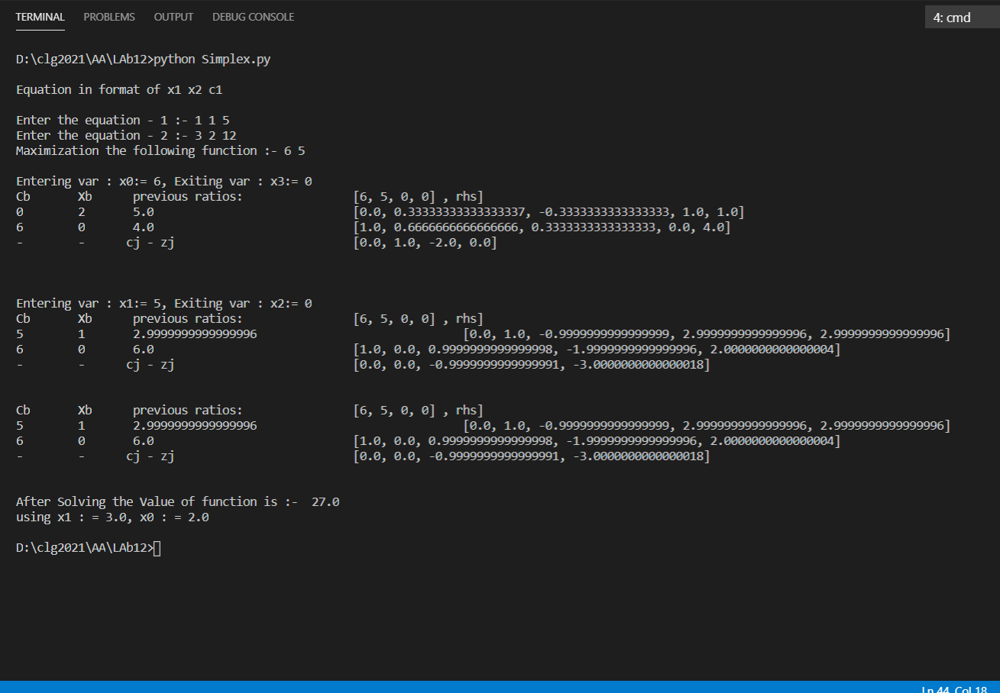 TERMINAL PROBLEMS OUTPUT DEBUG CONSOLE 4: cmd
D:\clg2021\AA\LAb12>python Simplex.py
Equation in format of x1 x2 c1
Enter the equation - 1 :- 1 1 5
Enter the equation - 2 :- 3 2 12
Maximization the following function :- 6 5
Entering var : x0:= 6, Exiting var : x3:= 0
Cb Xb previous ratios: [6, 5, 0, 0] , rhs]
0 2 5.0 [0.0, 0.33333333333333337, -0.3333333333333333, 1.0, 1.0]
6 0 4.0 [1.0, 0.6666666666666666, 0.3333333333333333, 0.0, 4.0]
- - cj - zj [0.0, 1.0, -2.0, 0.0]
Entering var : x1:= 5, Exiting var : x2:= 0
Cb Xb previous ratios: [6, 5, 0, 0] , rhs]
5 1 2.9999999999999996 [0.0, 1.0, -0.9999999999999999, 2.9999999999999996, 2.9999999999999996]
6 0 6.0 [1.0, 0.0, 0.9999999999999998, -1.9999999999999996, 2.0000000000000004]
- - cj - zj [0.0, 0.0, -0.9999999999999991, -3.0000000000000018]
Cb Xb previous ratios: [6, 5, 0, 0] , rhs]
5 1 2.9999999999999996 [0.0, 1.0, -0.9999999999999999, 2.9999999999999996, 2.9999999999999996]
6 0 6.0 [1.0, 0.0, 0.9999999999999998, -1.9999999999999996, 2.0000000000000004]
- - cj - zj [0.0, 0.0, -0.9999999999999991, -3.0000000000000018]
After Solving the Value of function is :- 27.0
using x1 : = 3.0, x0 : = 2.0
D:\clg2021\AA\LAb12>
Ln 44, Col 18